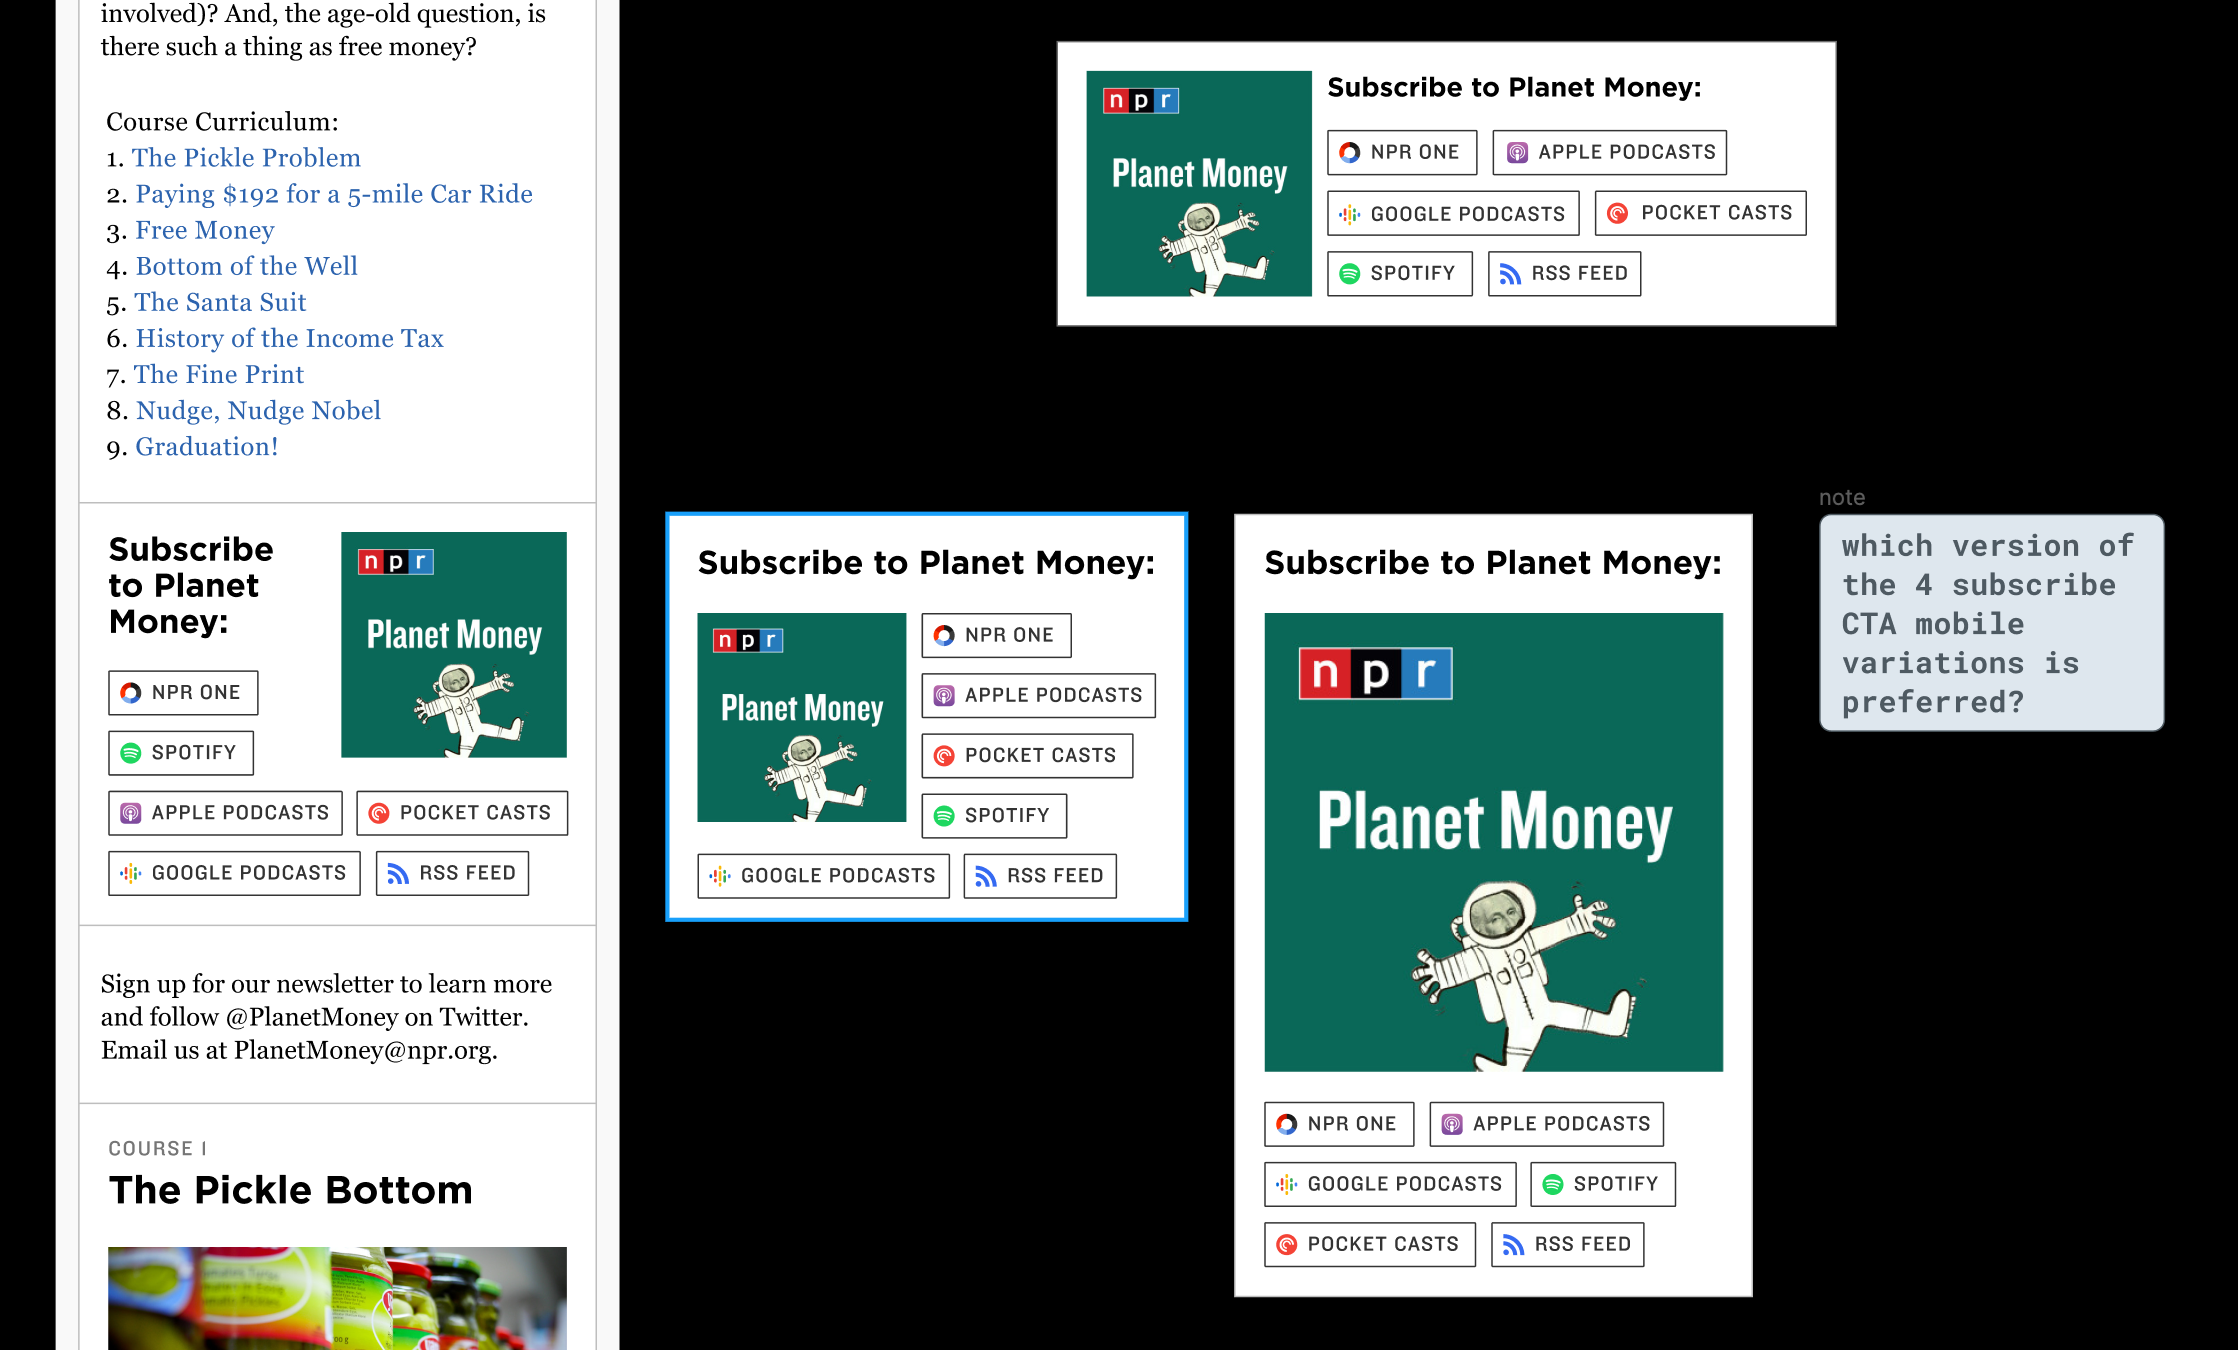 involved)? And, the age-old question, is
there such a thing as free money?
Course Curriculum:
1. The Pickle Problem
2. Paying $192 for a 5-mile Car Ride
3. Free Money
4. Bottom of the Well
5. The Santa Suit
6. History of the Income Tax
7. The Fine Print
8. Nudge, Nudge Nobel
9. Graduation!
Subscribe
to Planet
Money:
NPR ONE
SPOTIFY
npr
Planet Money
APPLE PODCASTS
POCKET CASTS
GOOGLE PODCASTS
RSS FEED
Sign up for our newsletter to learn more
and follow @PlanetMoney on Twitter.
Email us at PlanetMoney@npr.org.
COURSE I
The Pickle Bottom
npr
Planet Money
Subscribe to Planet Money:
NPR ONE
APPLE PODCASTS
GOOGLE PODCASTS
POCKET CASTS
SPOTIFY
RSS FEED
Subscribe to Planet Money:
npr
Planet Money
NPR ONE
APPLE PODCASTS
POCKET CASTS
SPOTIFY
GOOGLE PODCASTS
RSS FEED
Subscribe to Planet Money:
npr
Planet Money
NPR ONE
APPLE PODCASTS
GOOGLE PODCASTS
SPOTIFY
POCKET CASTS
RSS FEED
note
which version of
the 4 subscribe
CTA mobile
variations is
preferred?